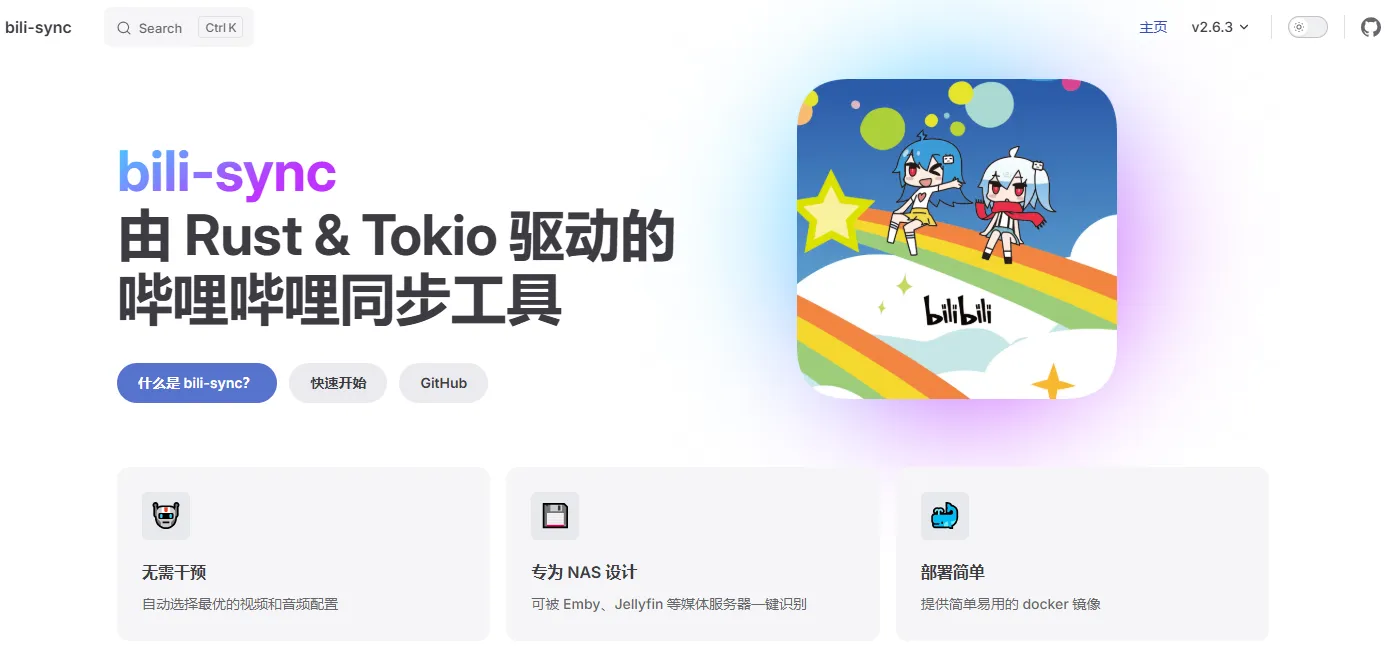 bili-sync
Search Ctrl K
主页
v2.6.3
bili-sync
由 Rust & Tokio 驱动的
哔哩哔哩同步工具
bilibili
什么是 bili-sync?
快速开始
GitHub
无需干预
自动选择最优的视频和音频配置
专为 NAS 设计
可被 Emby、Jellyfin 等媒体服务器一键识别
部署简单
提供简单易用的 docker 镜像